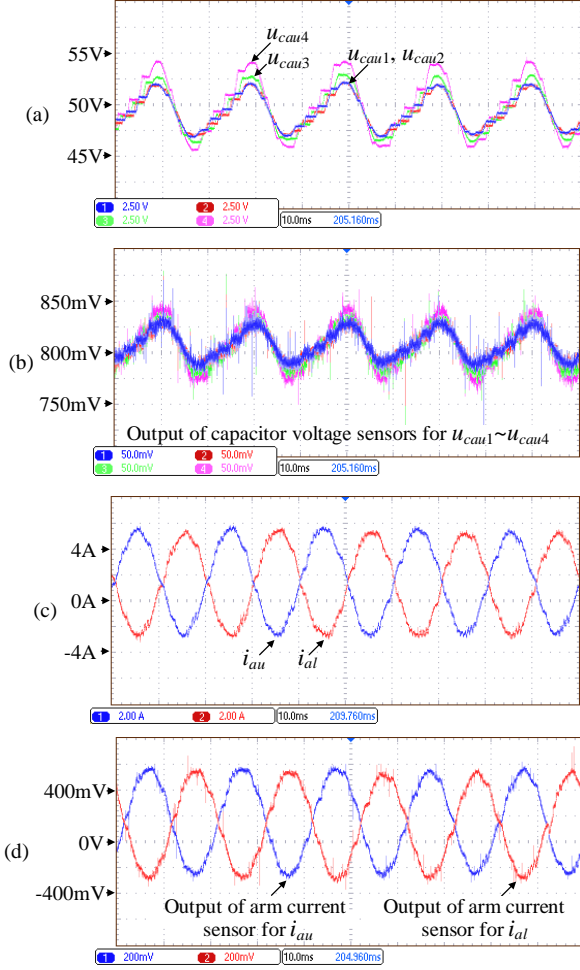 u_cau4
u_cau3
u_cau1, u_cau2
55V
50V
45V
(a)
1 2.50 V 2 2.50 V
3 2.50 V 4 2.50 V
10.0ms 205.160ms
850mV
800mV
750mV
(b)
Output of capacitor voltage sensors for u_cau1~u_cau4
1 50.0mV 2 50.0mV
3 50.0mV 4 50.0mV
10.0ms 205.160ms
4A
0A
-4A
(c)
i_au i_al
1 2.00 A 2 2.00 A 10.0ms 203.760ms
400mV
0V
-400mV
(d)
Output of arm current
sensor for i_au
Output of arm current
sensor for i_al
1 200mV 2 200mV 10.0ms 204.960ms